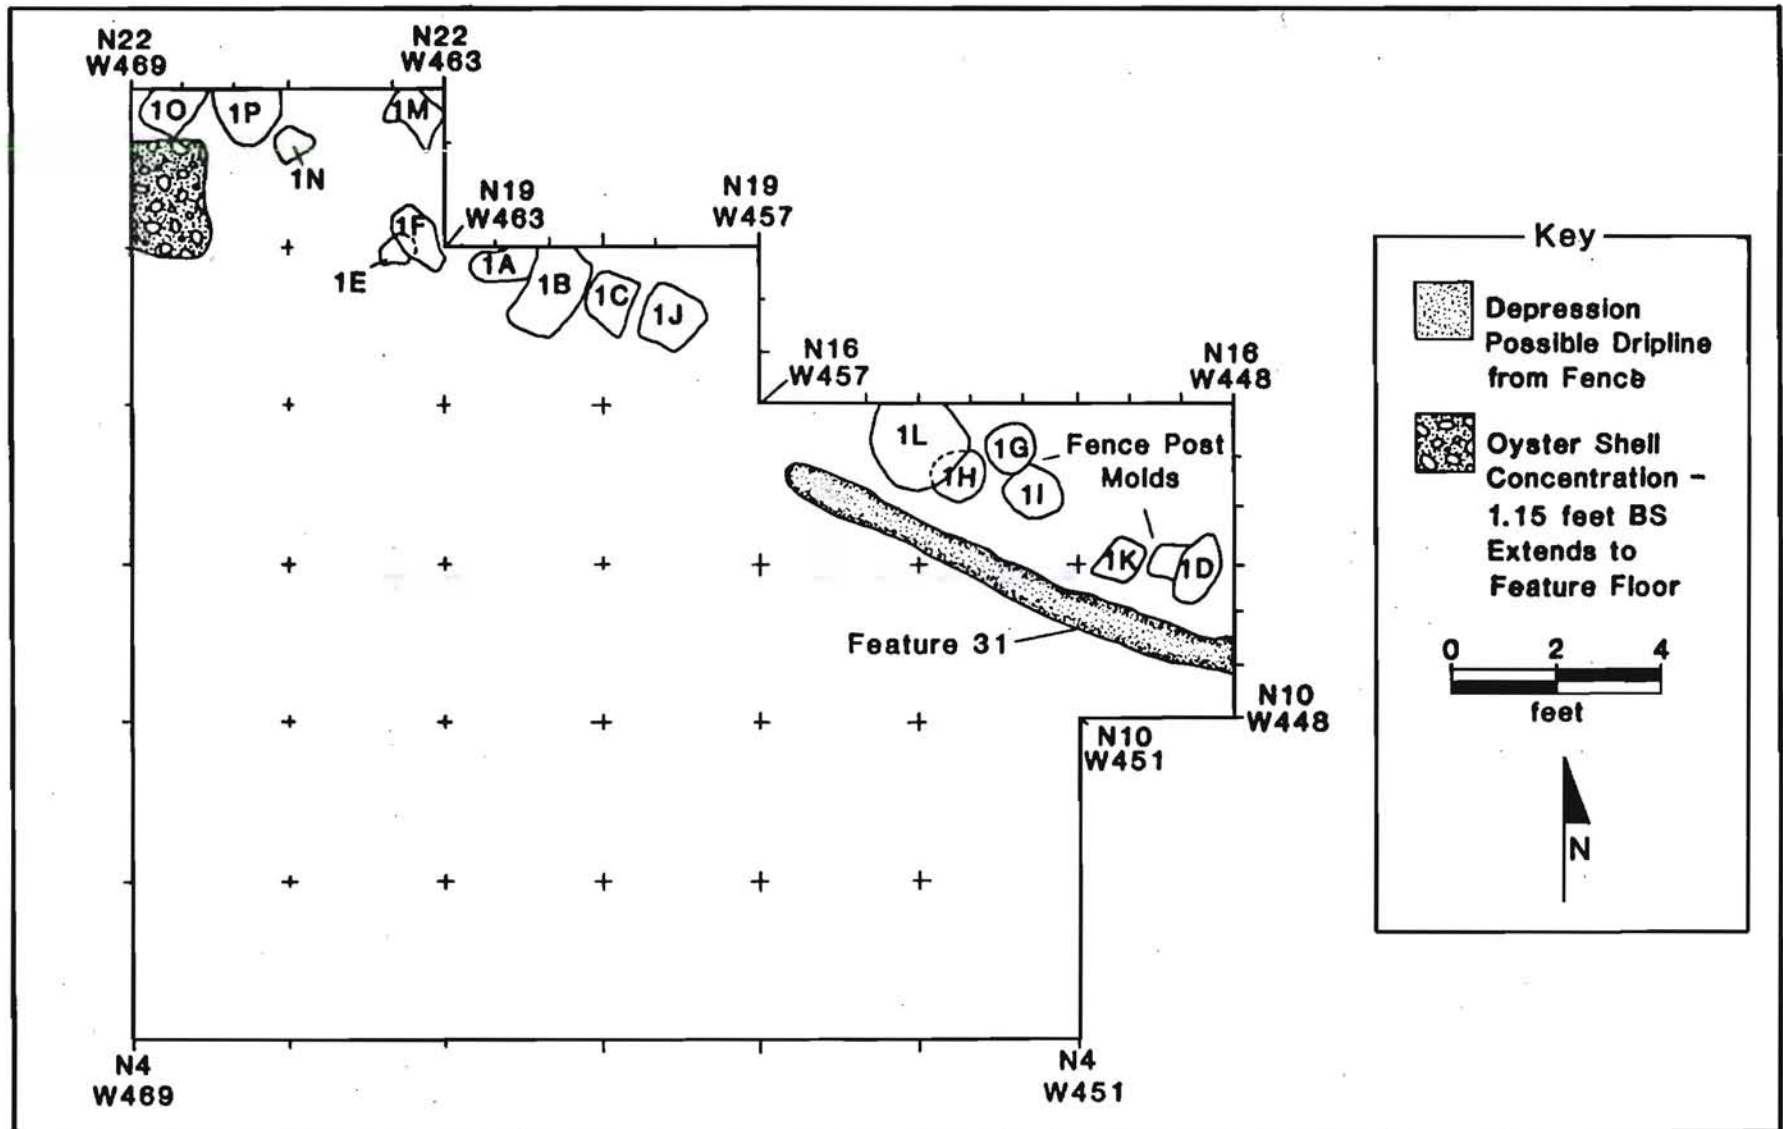 N22
W469
N22
W463
1O
1P
1M
1N
N19
W463
N19
W457
1F
1E
1A
1B
1C
1J
N16
W457
N16
W448
1L
1G
1H
1I
Fence Post
Molds
1K
1D
Feature 31
N10
W448
N10
W451
N4
W469
N4
W451
Key
Depression
Possible Dripline
from Fence
Oyster Shell
Concentration –
1.15 feet BS
Extends to
Feature Floor
0 2 4
feet
N